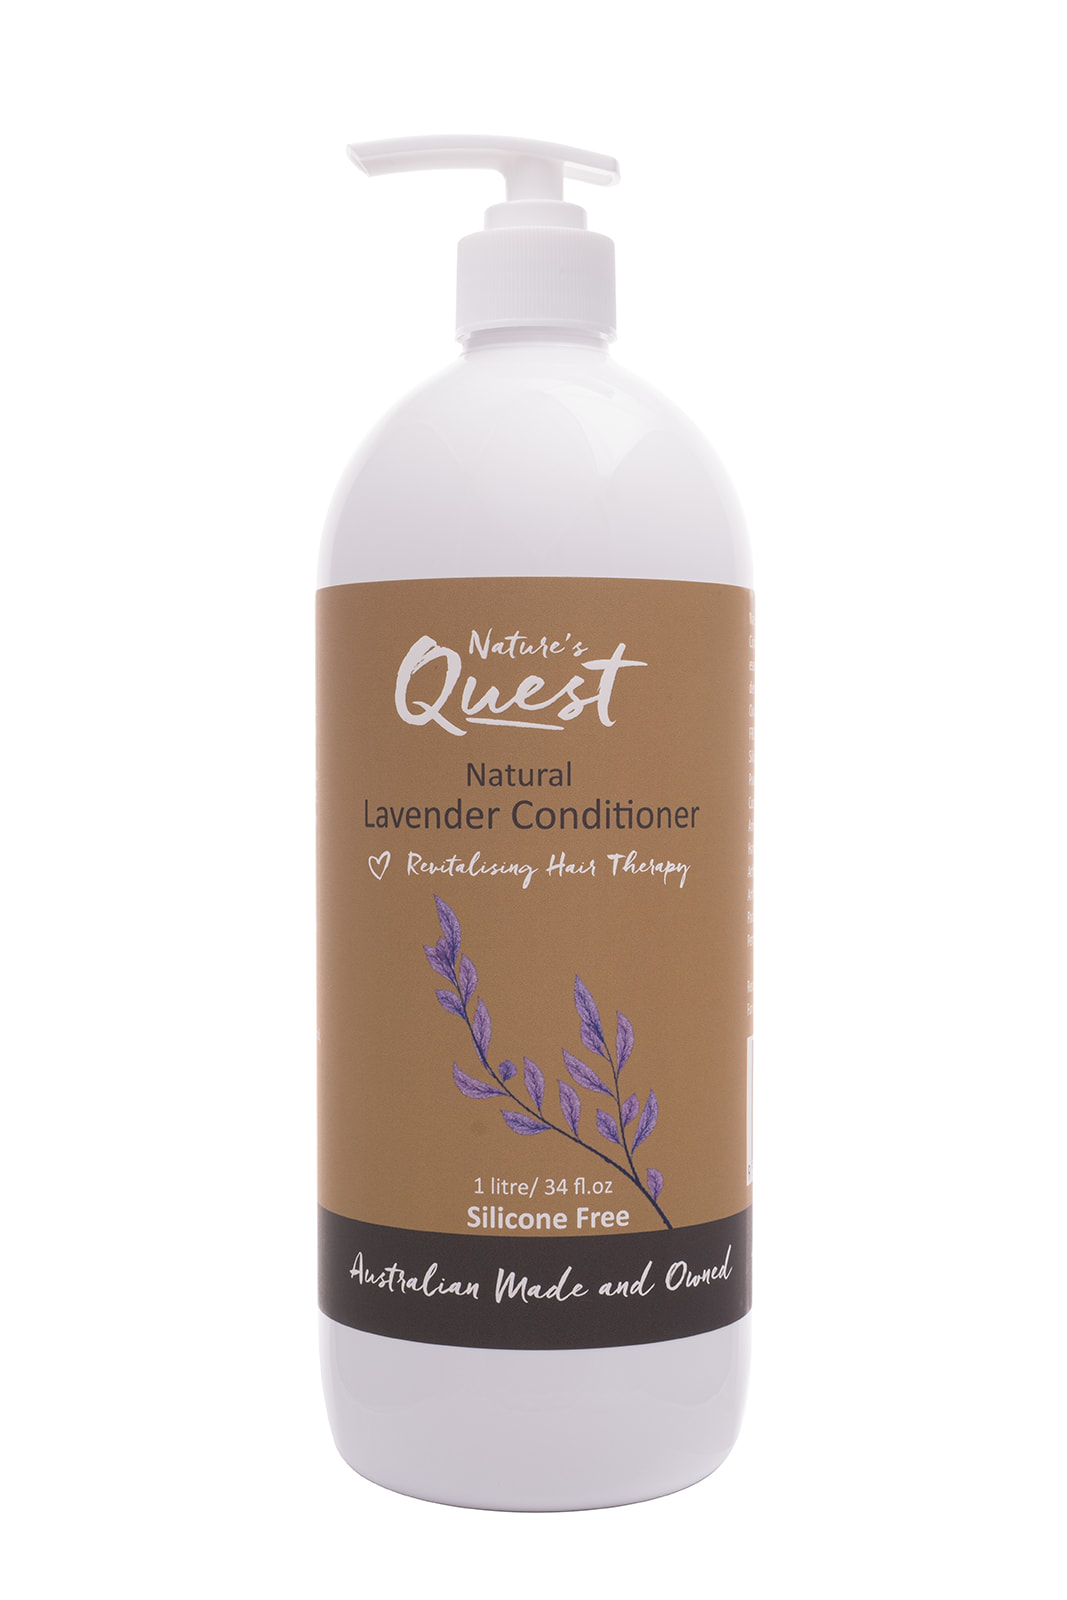 Nature's
Quest
Natural
Lavender Conditioner
Revitalising Hair Therapy
1 litre/ 34 fl.oz
Silicone Free
Australian Made and Owned